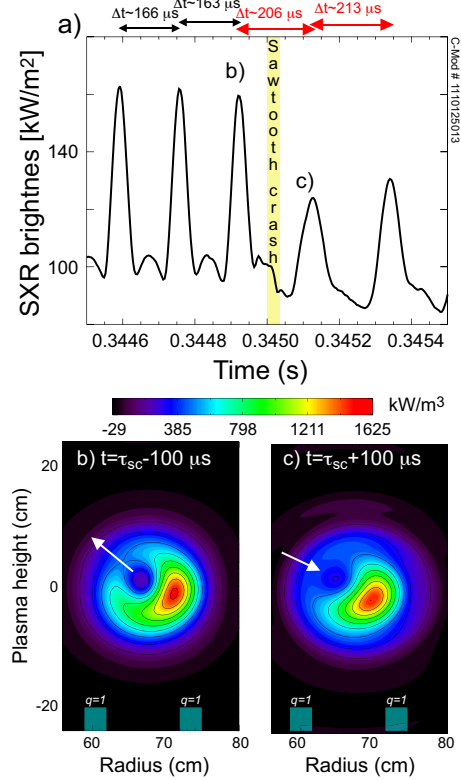 Δt~166 μs Δt~163 μs Δt~206 μs Δt~213 μs
a)
b)
c)
Sawtooth crash
C-Mod # 1110125013
SXR brightnes [kW/m²]
160
120
100
80
0.3446 0.3448 0.3450 0.3452 0.3454
Time (s)
kW/m³
-29 385 798 1211 1625
b) t=τsc-100 μs
c) t=τsc+100 μs
Plasma height (cm)
20
0
-20
q=1 q=1 q=1 q=1
60 70 80 60 70 80
Radius (cm) Radius (cm)